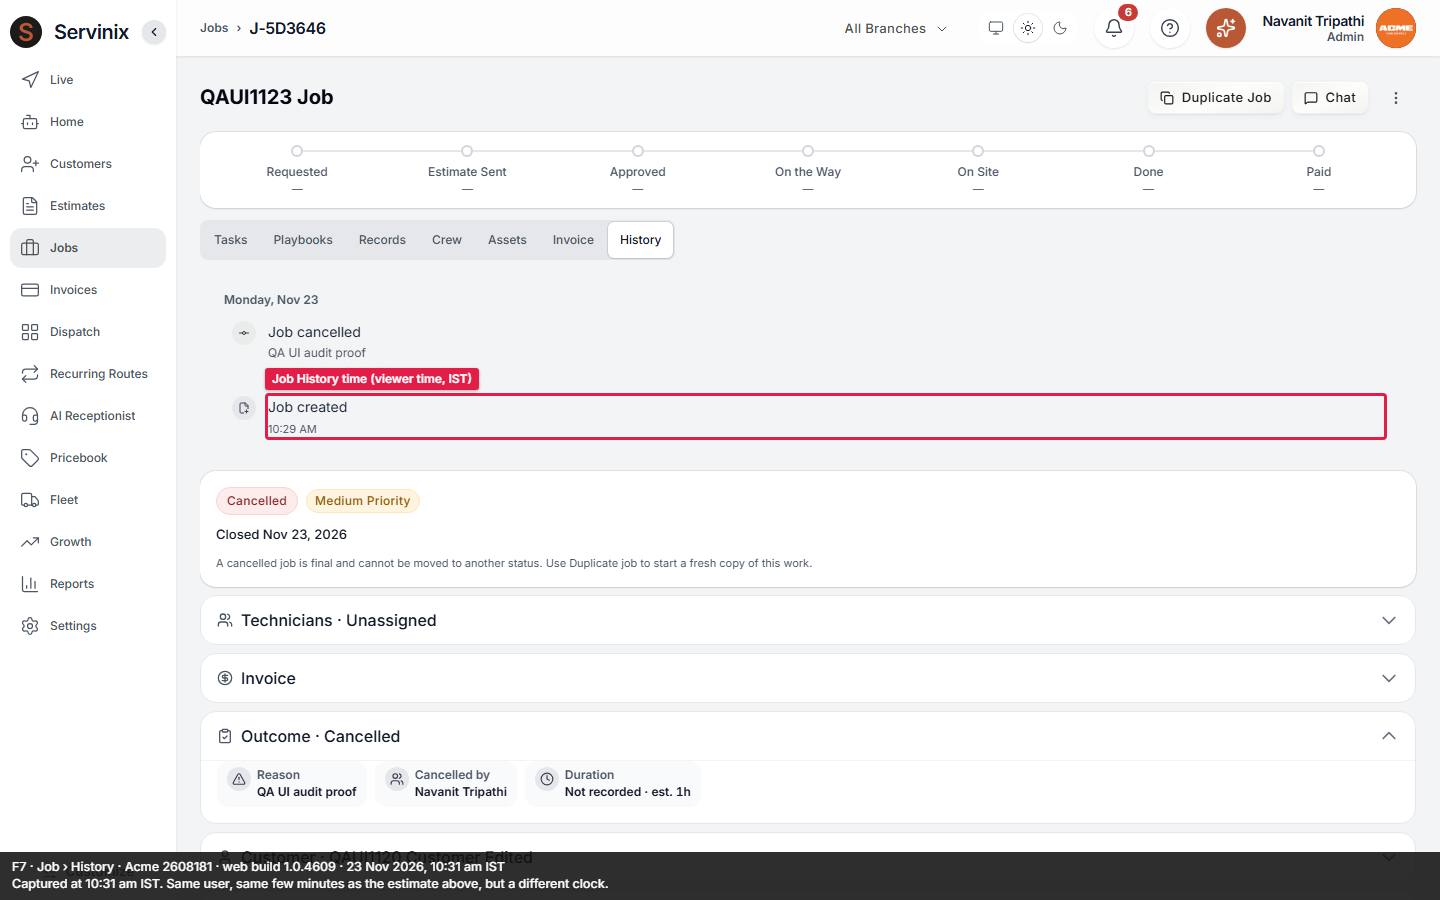 Servinix
Jobs › J-5D3646
All Branches
6
Navanit Tripathi
Admin
ACME
Live
Home
Customers
Estimates
Jobs
Invoices
Dispatch
Recurring Routes
AI Receptionist
Pricebook
Fleet
Growth
Reports
Settings
QAUI1123 Job
Duplicate Job
Chat
Requested
Estimate Sent
Approved
On the Way
On Site
Done
Paid
— — — — — — —
Tasks
Playbooks
Records
Crew
Assets
Invoice
History
Monday, Nov 23
Job cancelled
QA UI audit proof
Job History time (viewer time, IST)
Job created
10:29 AM
Cancelled
Medium Priority
Closed Nov 23, 2026
A cancelled job is final and cannot be moved to another status. Use Duplicate job to start a fresh copy of this work.
Technicians · Unassigned
Invoice
Outcome · Cancelled
Reason
QA UI audit proof
Cancelled by
Navanit Tripathi
Duration
Not recorded · est. 1h
Customer · QAUI1120 Customer Edited
F7 · Job › History · Acme 2608181 · web build 1.0.4609 · 23 Nov 2026, 10:31 am IST
Captured at 10:31 am IST. Same user, same few minutes as the estimate above, but a different clock.